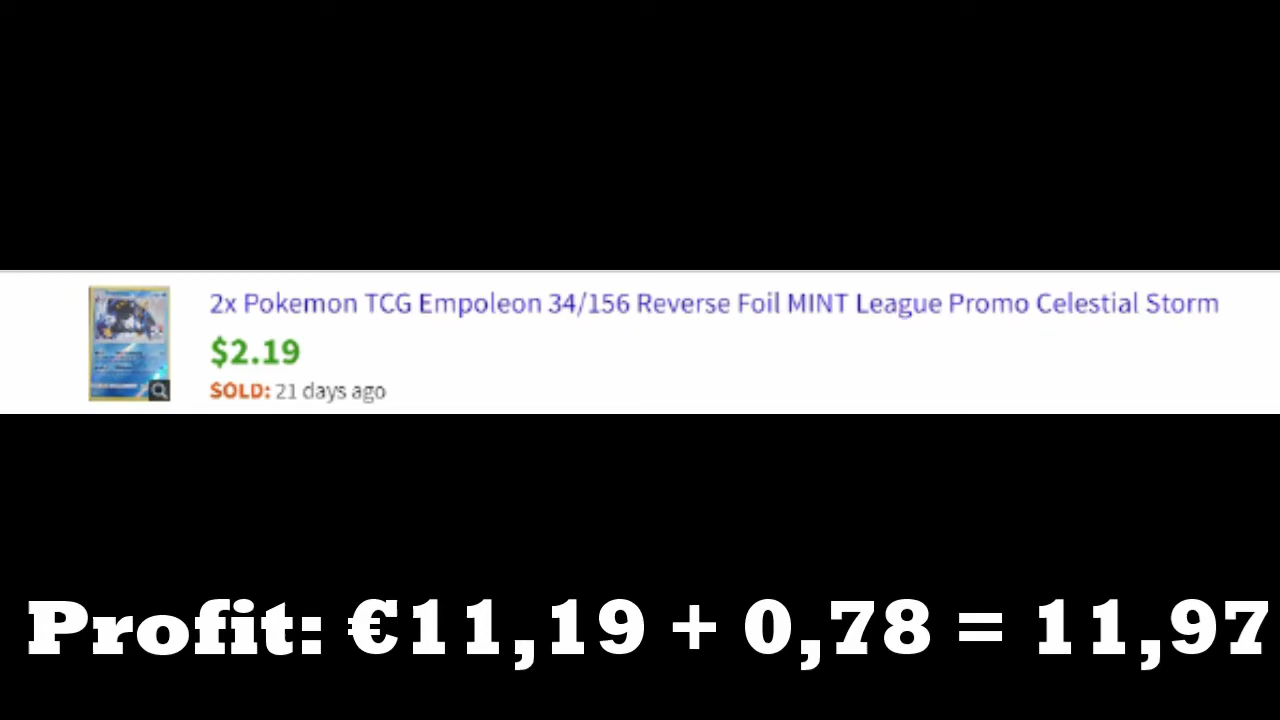 2x Pokemon TCG Empoleon 34/156 Reverse Foil MINT League Promo Celestial Storm
$2.19
SOLD: 21 days ago
Profit: €11,19 + 0,78 = 11,97